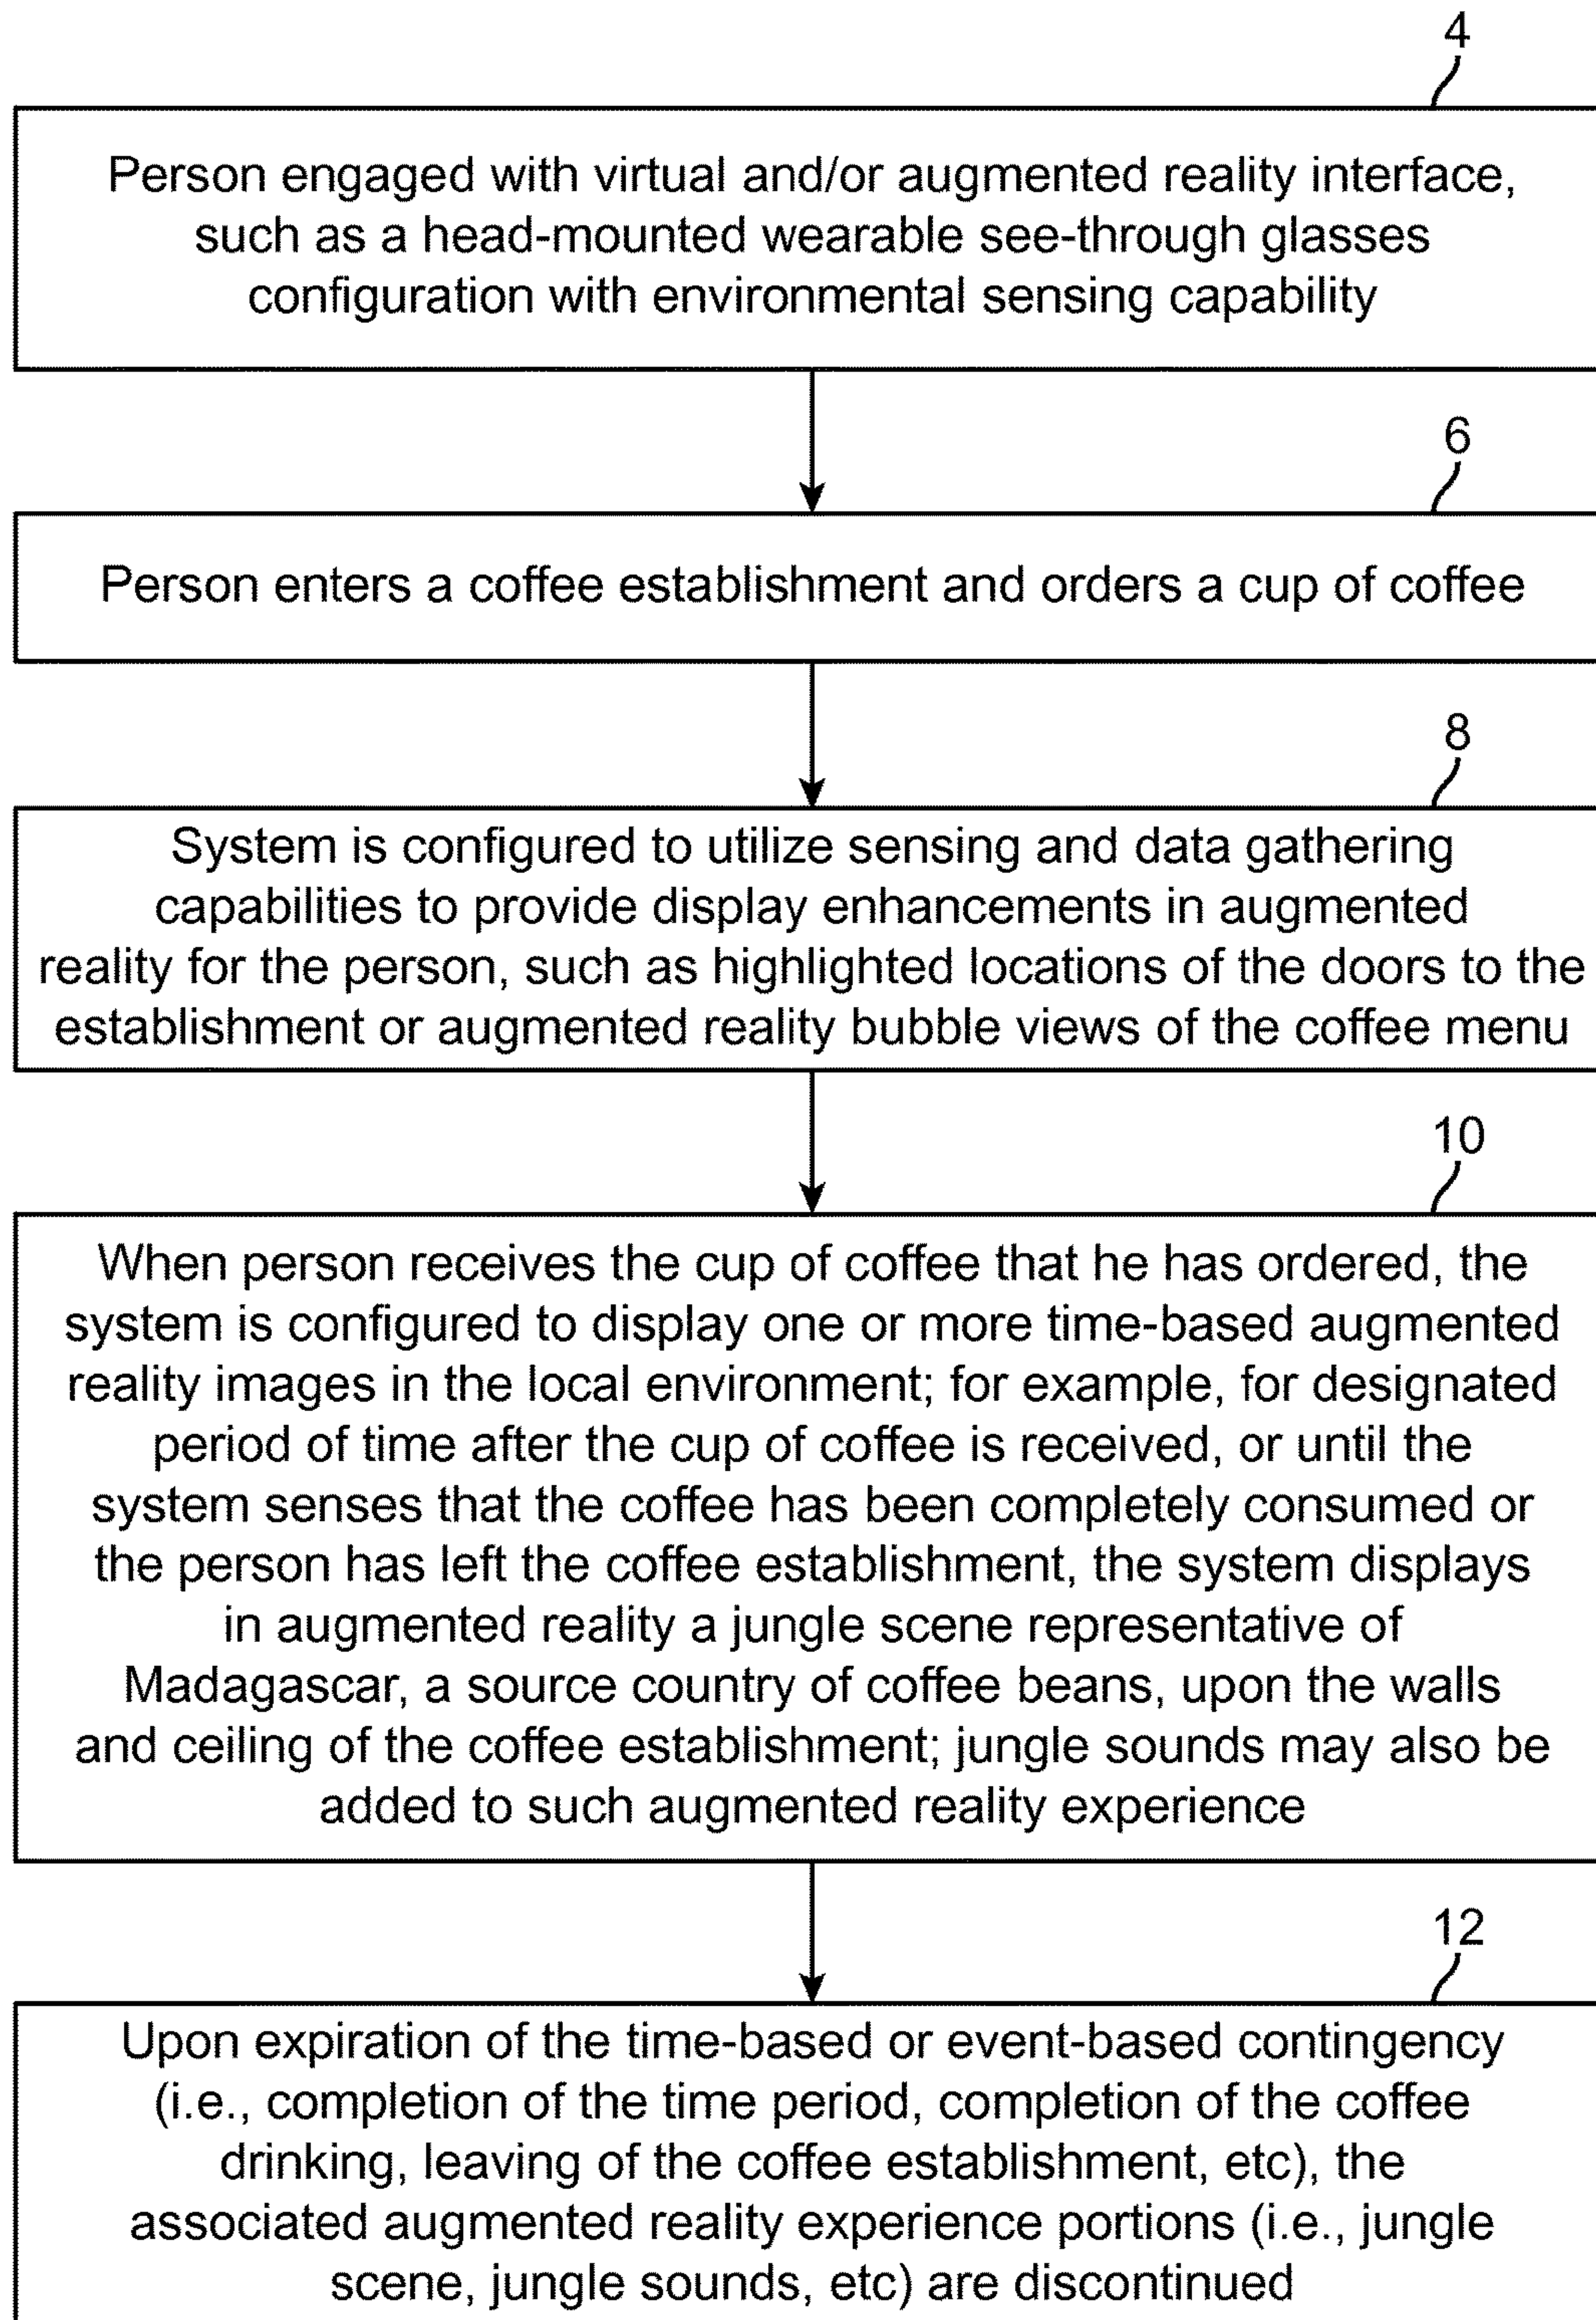 4
Person engaged with virtual and/or augmented reality interface,
such as a head-mounted wearable see-through glasses
configuration with environmental sensing capability
6
Person enters a coffee establishment and orders a cup of coffee
8
System is configured to utilize sensing and data gathering
capabilities to provide display enhancements in augmented
reality for the person, such as highlighted locations of the doors to the
establishment or augmented reality bubble views of the coffee menu
10
When person receives the cup of coffee that he has ordered, the
system is configured to display one or more time-based augmented
reality images in the local environment; for example, for designated
period of time after the cup of coffee is received, or until the
system senses that the coffee has been completely consumed or
the person has left the coffee establishment, the system displays
in augmented reality a jungle scene representative of
Madagascar, a source country of coffee beans, upon the walls
and ceiling of the coffee establishment; jungle sounds may also be
added to such augmented reality experience
12
Upon expiration of the time-based or event-based contingency
(i.e., completion of the time period, completion of the coffee
drinking, leaving of the coffee establishment, etc), the
associated augmented reality experience portions (i.e., jungle
scene, jungle sounds, etc) are discontinued